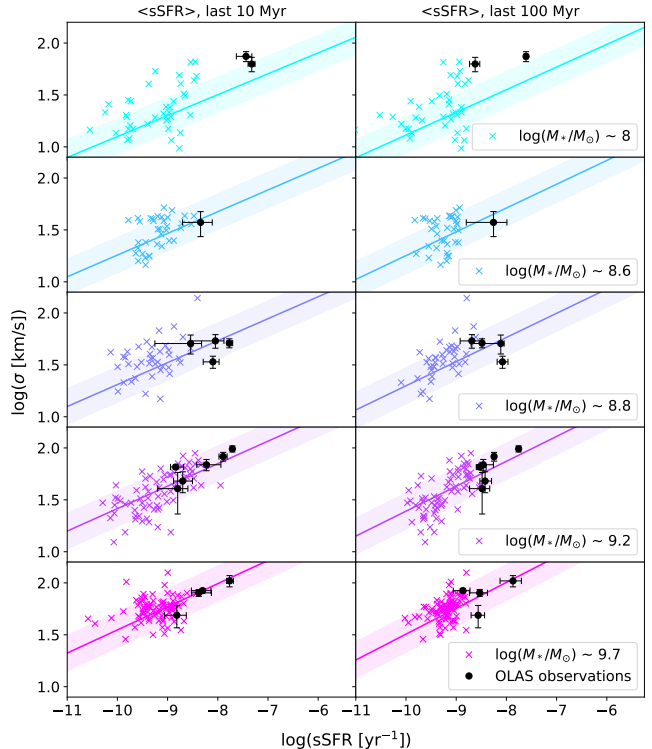 <sSFR>, last 10 Myr
<sSFR>, last 100 Myr
2.0
1.5
1.0
log(M*/M⊙) ~ 8
2.0
1.5
1.0
log(M*/M⊙) ~ 8.6
log(σ [km/s])
2.0
1.5
1.0
log(M*/M⊙) ~ 8.8
2.0
1.5
1.0
log(M*/M⊙) ~ 9.2
2.0
1.5
1.0
log(M*/M⊙) ~ 9.7
OLAS observations
−11 −10 −9 −8 −7 −6 −11 −10 −9 −8 −7 −6
log(sSFR [yr⁻¹])